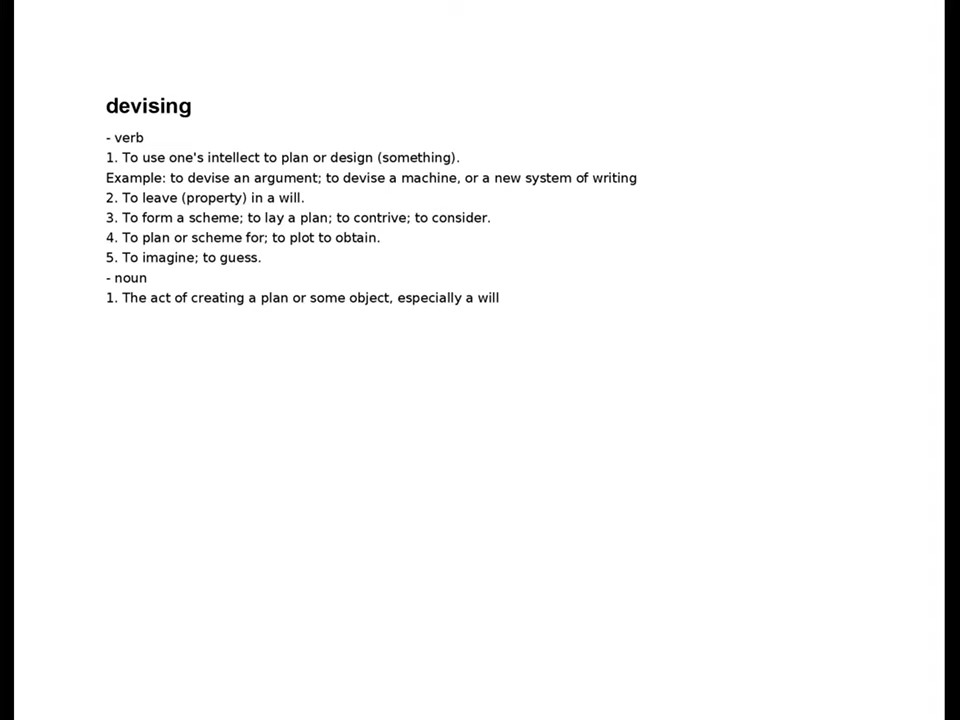 devising
- verb
1. To use one's intellect to plan or design (something).
Example: to devise an argument; to devise a machine, or a new system of writing
2. To leave (property) in a will.
3. To form a scheme; to lay a plan; to contrive; to consider.
4. To plan or scheme for; to plot to obtain.
5. To imagine; to guess.
- noun
1. The act of creating a plan or some object, especially a will